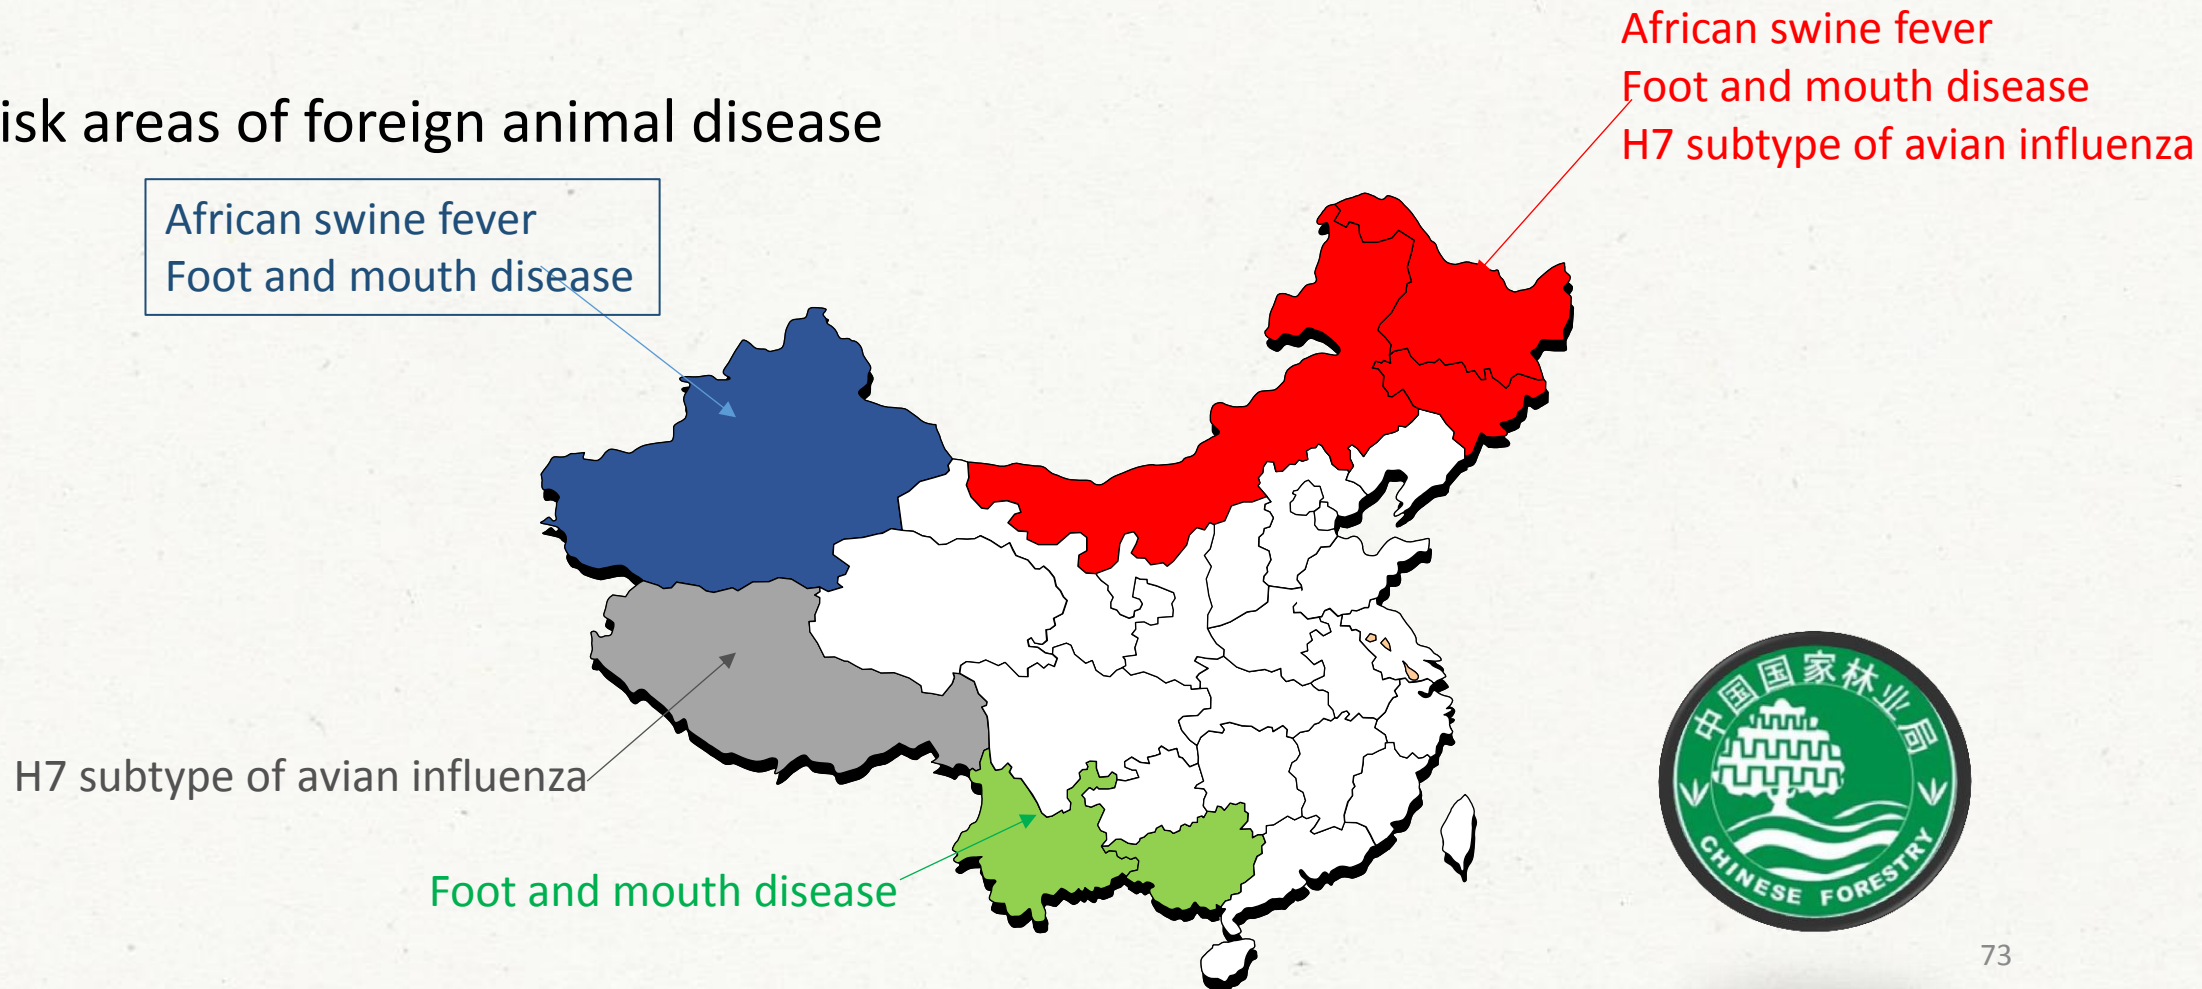 isk areas of foreign animal disease
African swine fever
Foot and mouth disease
H7 subtype of avian influenza
African swine fever
Foot and mouth disease
H7 subtype of avian influenza
Foot and mouth disease
中国国家林业局
CHINESE FORESTRY
73